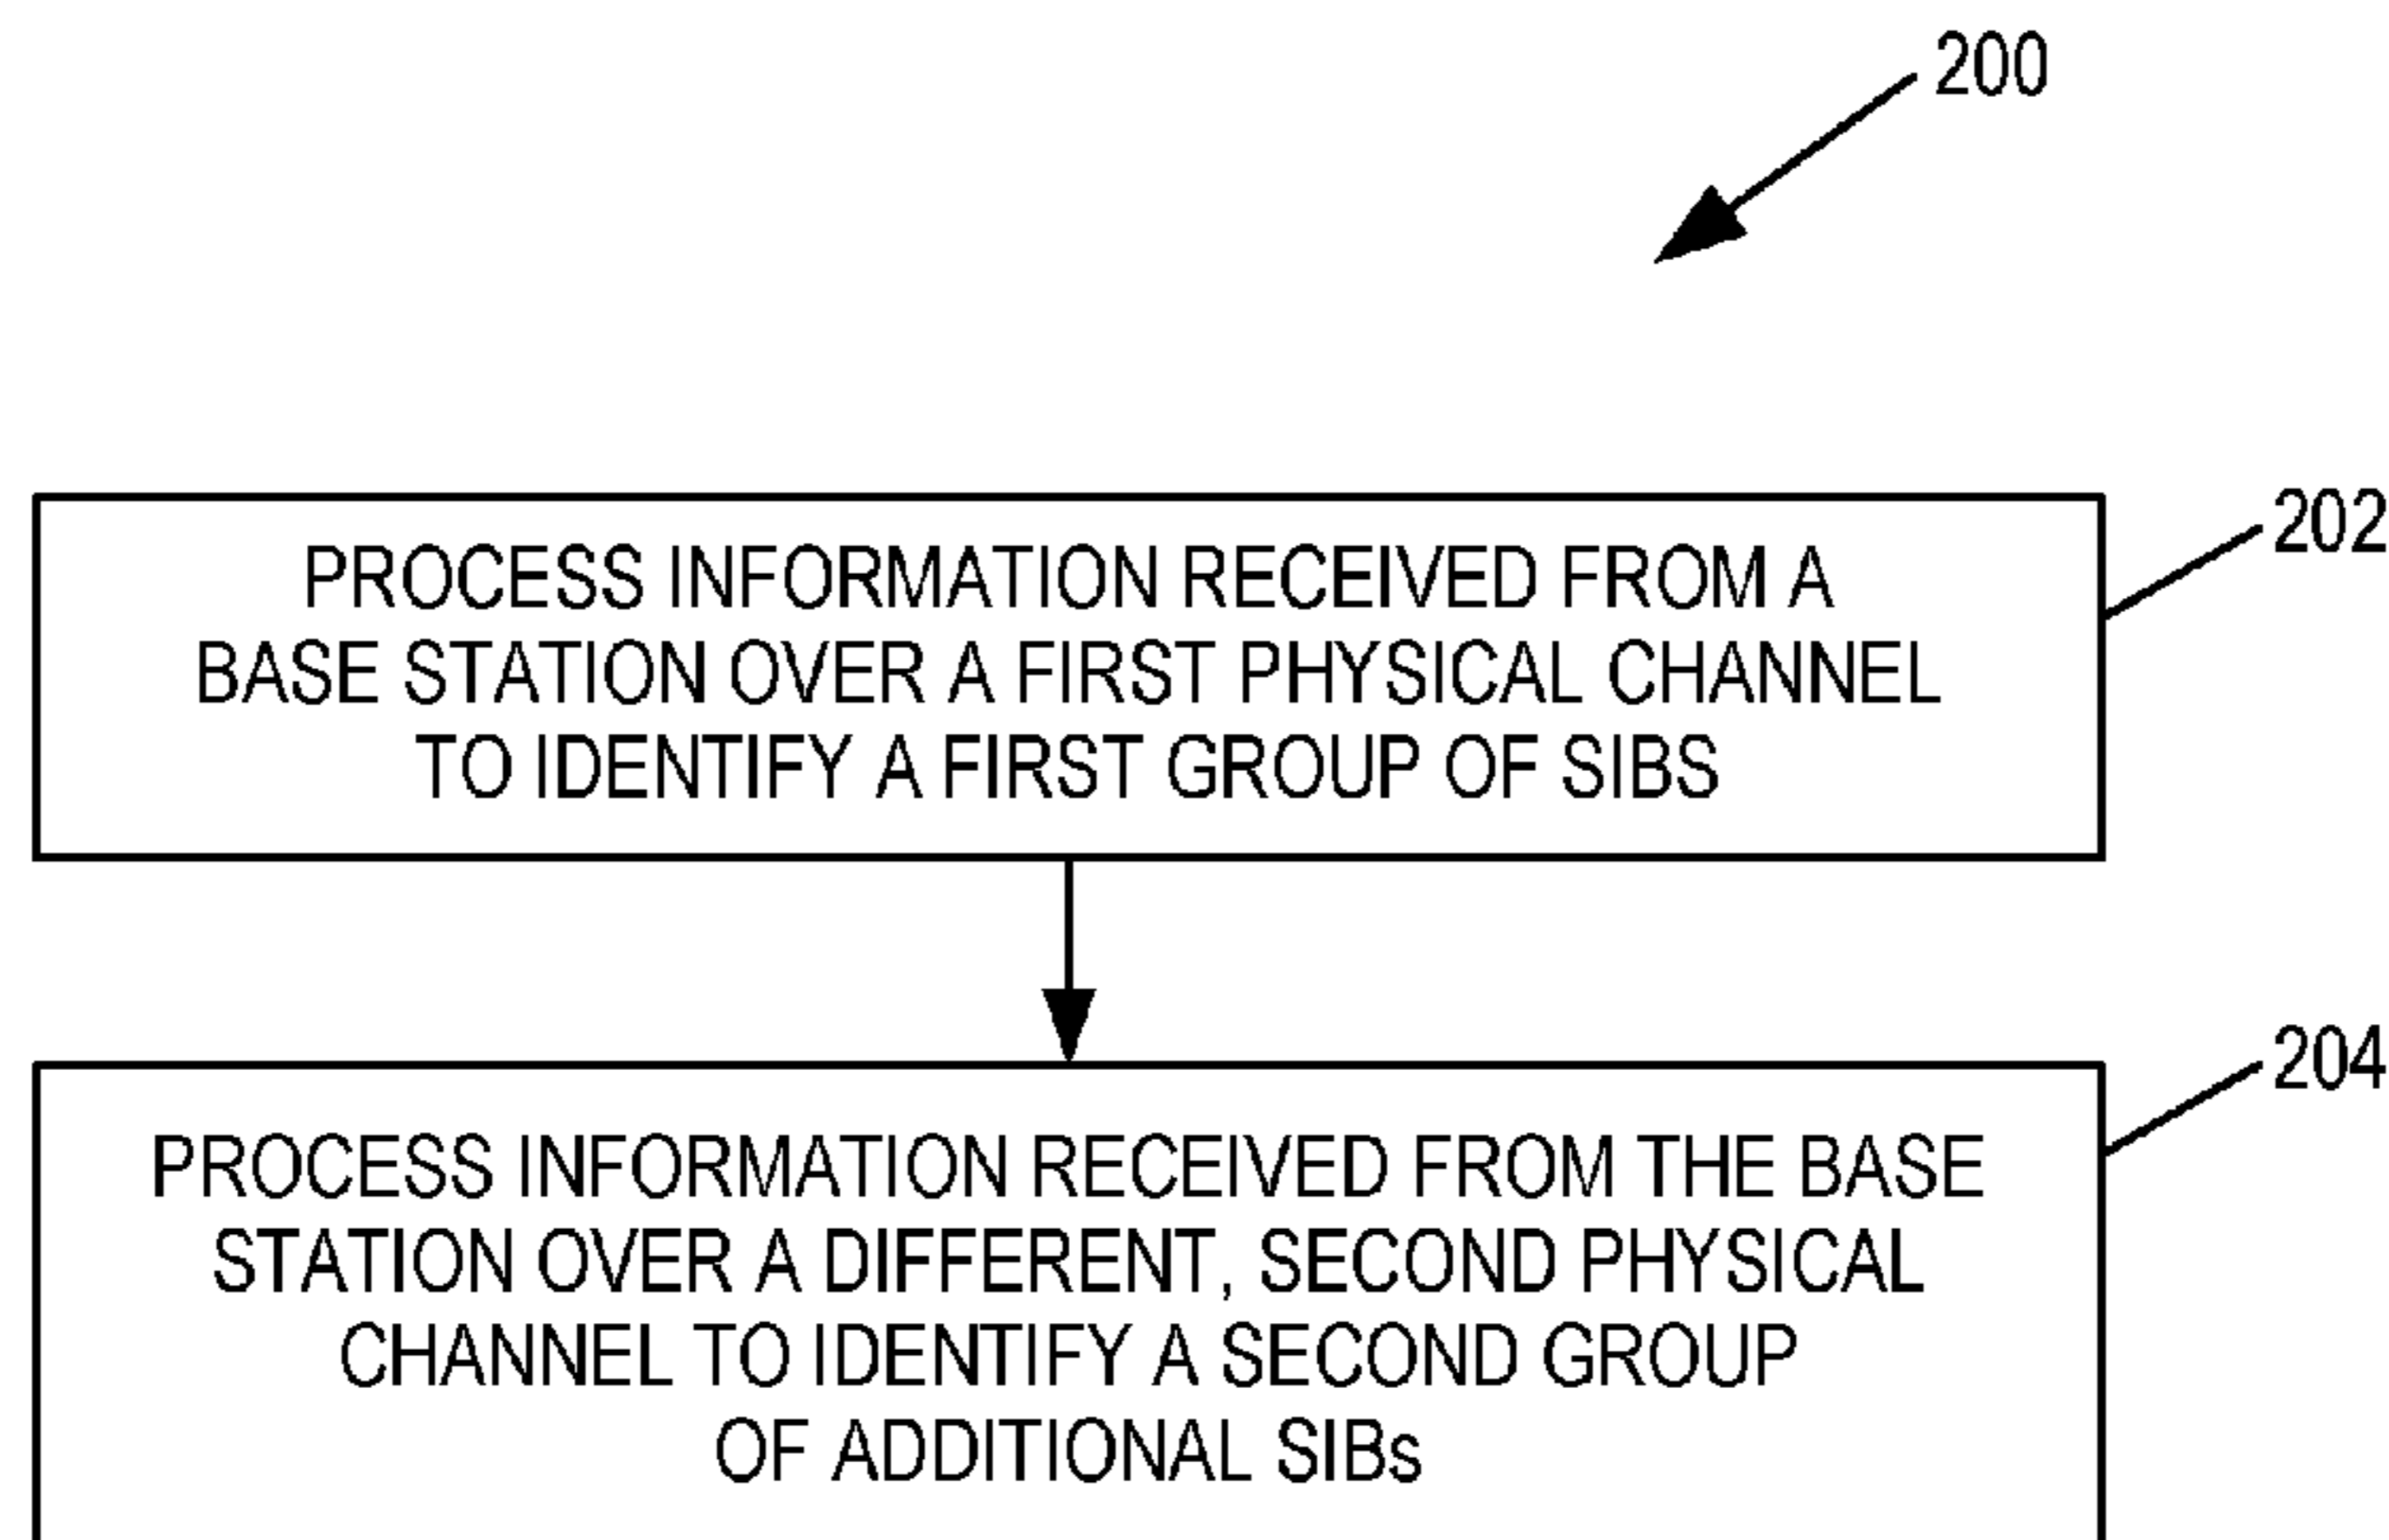 200
202
PROCESS INFORMATION RECEIVED FROM A
BASE STATION OVER A FIRST PHYSICAL CHANNEL
TO IDENTIFY A FIRST GROUP OF SIBS
204
PROCESS INFORMATION RECEIVED FROM THE BASE
STATION OVER A DIFFERENT, SECOND PHYSICAL
CHANNEL TO IDENTIFY A SECOND GROUP
OF ADDITIONAL SIBs